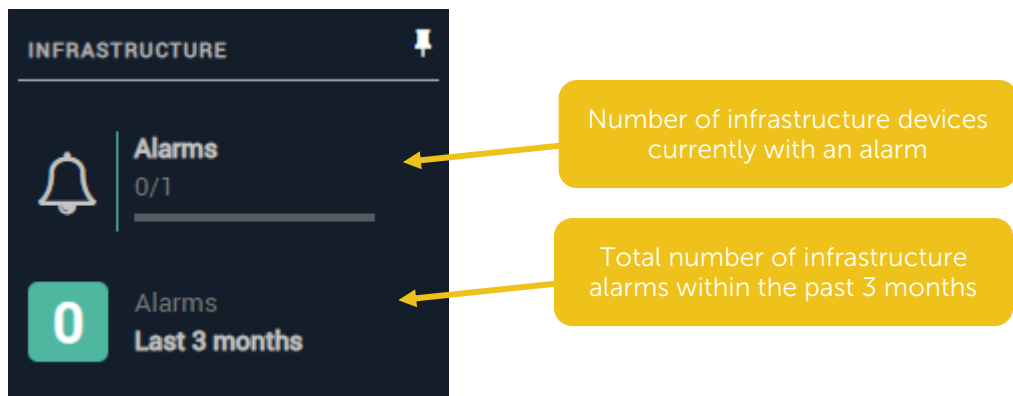 INFRASTRUCTURE
Alarms
0/1
Number of infrastructure devices
currently with an alarm
0
Alarms
Last 3 months
Total number of infrastructure
alarms within the past 3 months